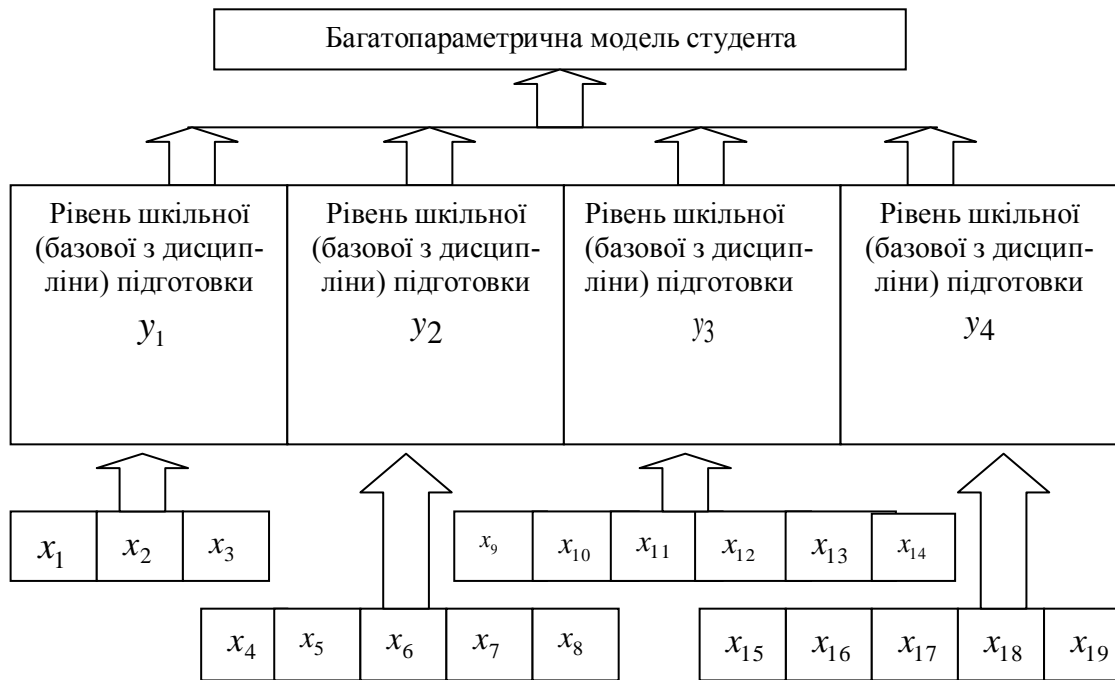 Багатопараметрична модель студента
Рівень шкільної
(базової з дисцип-
ліни) підготовки
y₁
Рівень шкільної
(базової з дисцип-
ліни) підготовки
y₂
Рівень шкільної
(базової з дисцип-
ліни) підготовки
y₃
Рівень шкільної
(базової з дисцип-
ліни) підготовки
y₄
x₁ x₂ x₃
x₉ x₁₀ x₁₁ x₁₂ x₁₃ x₁₄
x₄ x₅ x₆ x₇ x₈
x₁₅ x₁₆ x₁₇ x₁₈ x₁₉